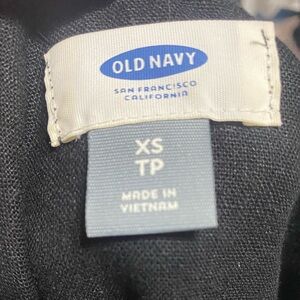 OLD NAVY
SAN FRANCISCO
CALIFORNIA
XS
TP
MADE IN
VIETNAM